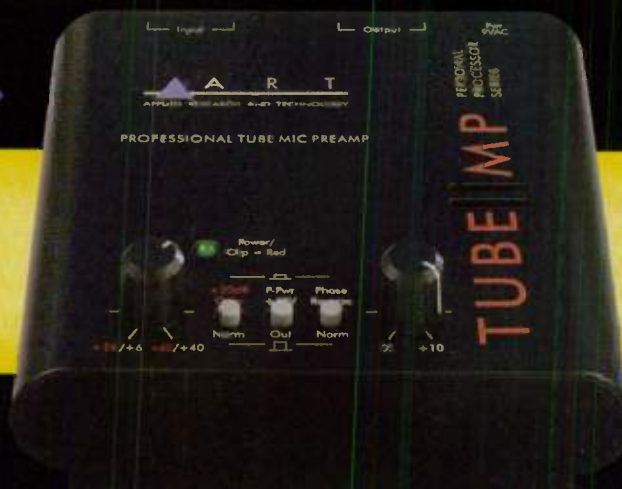 Input
Output
Pwr
9VAC
A R T
APPLIED RESEARCH AND TECHNOLOGY
PERSONAL
PROCESSOR
SERIES
PROFESSIONAL TUBE MIC PREAMP
TUBE MP
Power/
Clip = Red
+20dB
P-Pwr
Phase
Norm
Out
Norm
/+6
/+40
∞
+10